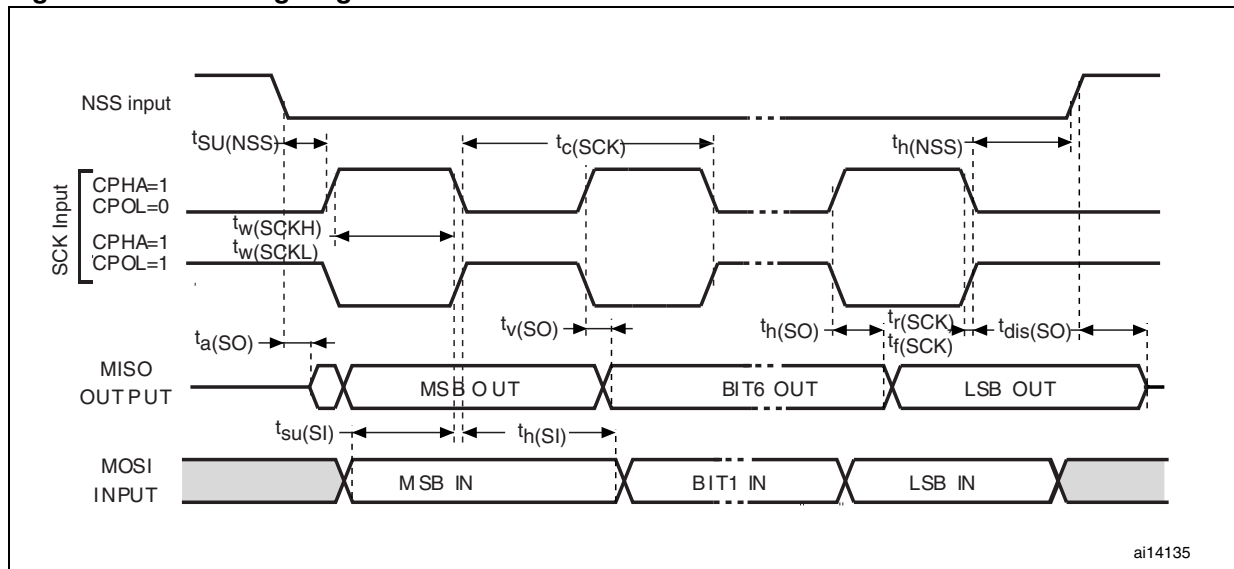 NSS input
tSU(NSS)
tc(SCK)
th(NSS)
SCK Input
CPHA=1
CPOL=0
tw(SCKH)
tw(SCKL)
CPHA=1
CPOL=1
ta(SO)
tv(SO)
th(SO)
tr(SCK)
tf(SCK)
tdis(SO)
MISO
OUTPUT
MSB OUT
BIT6 OUT
LSB OUT
tsu(SI)
th(SI)
MOSI
INPUT
MSB IN
BIT1 IN
LSB IN
ai14135